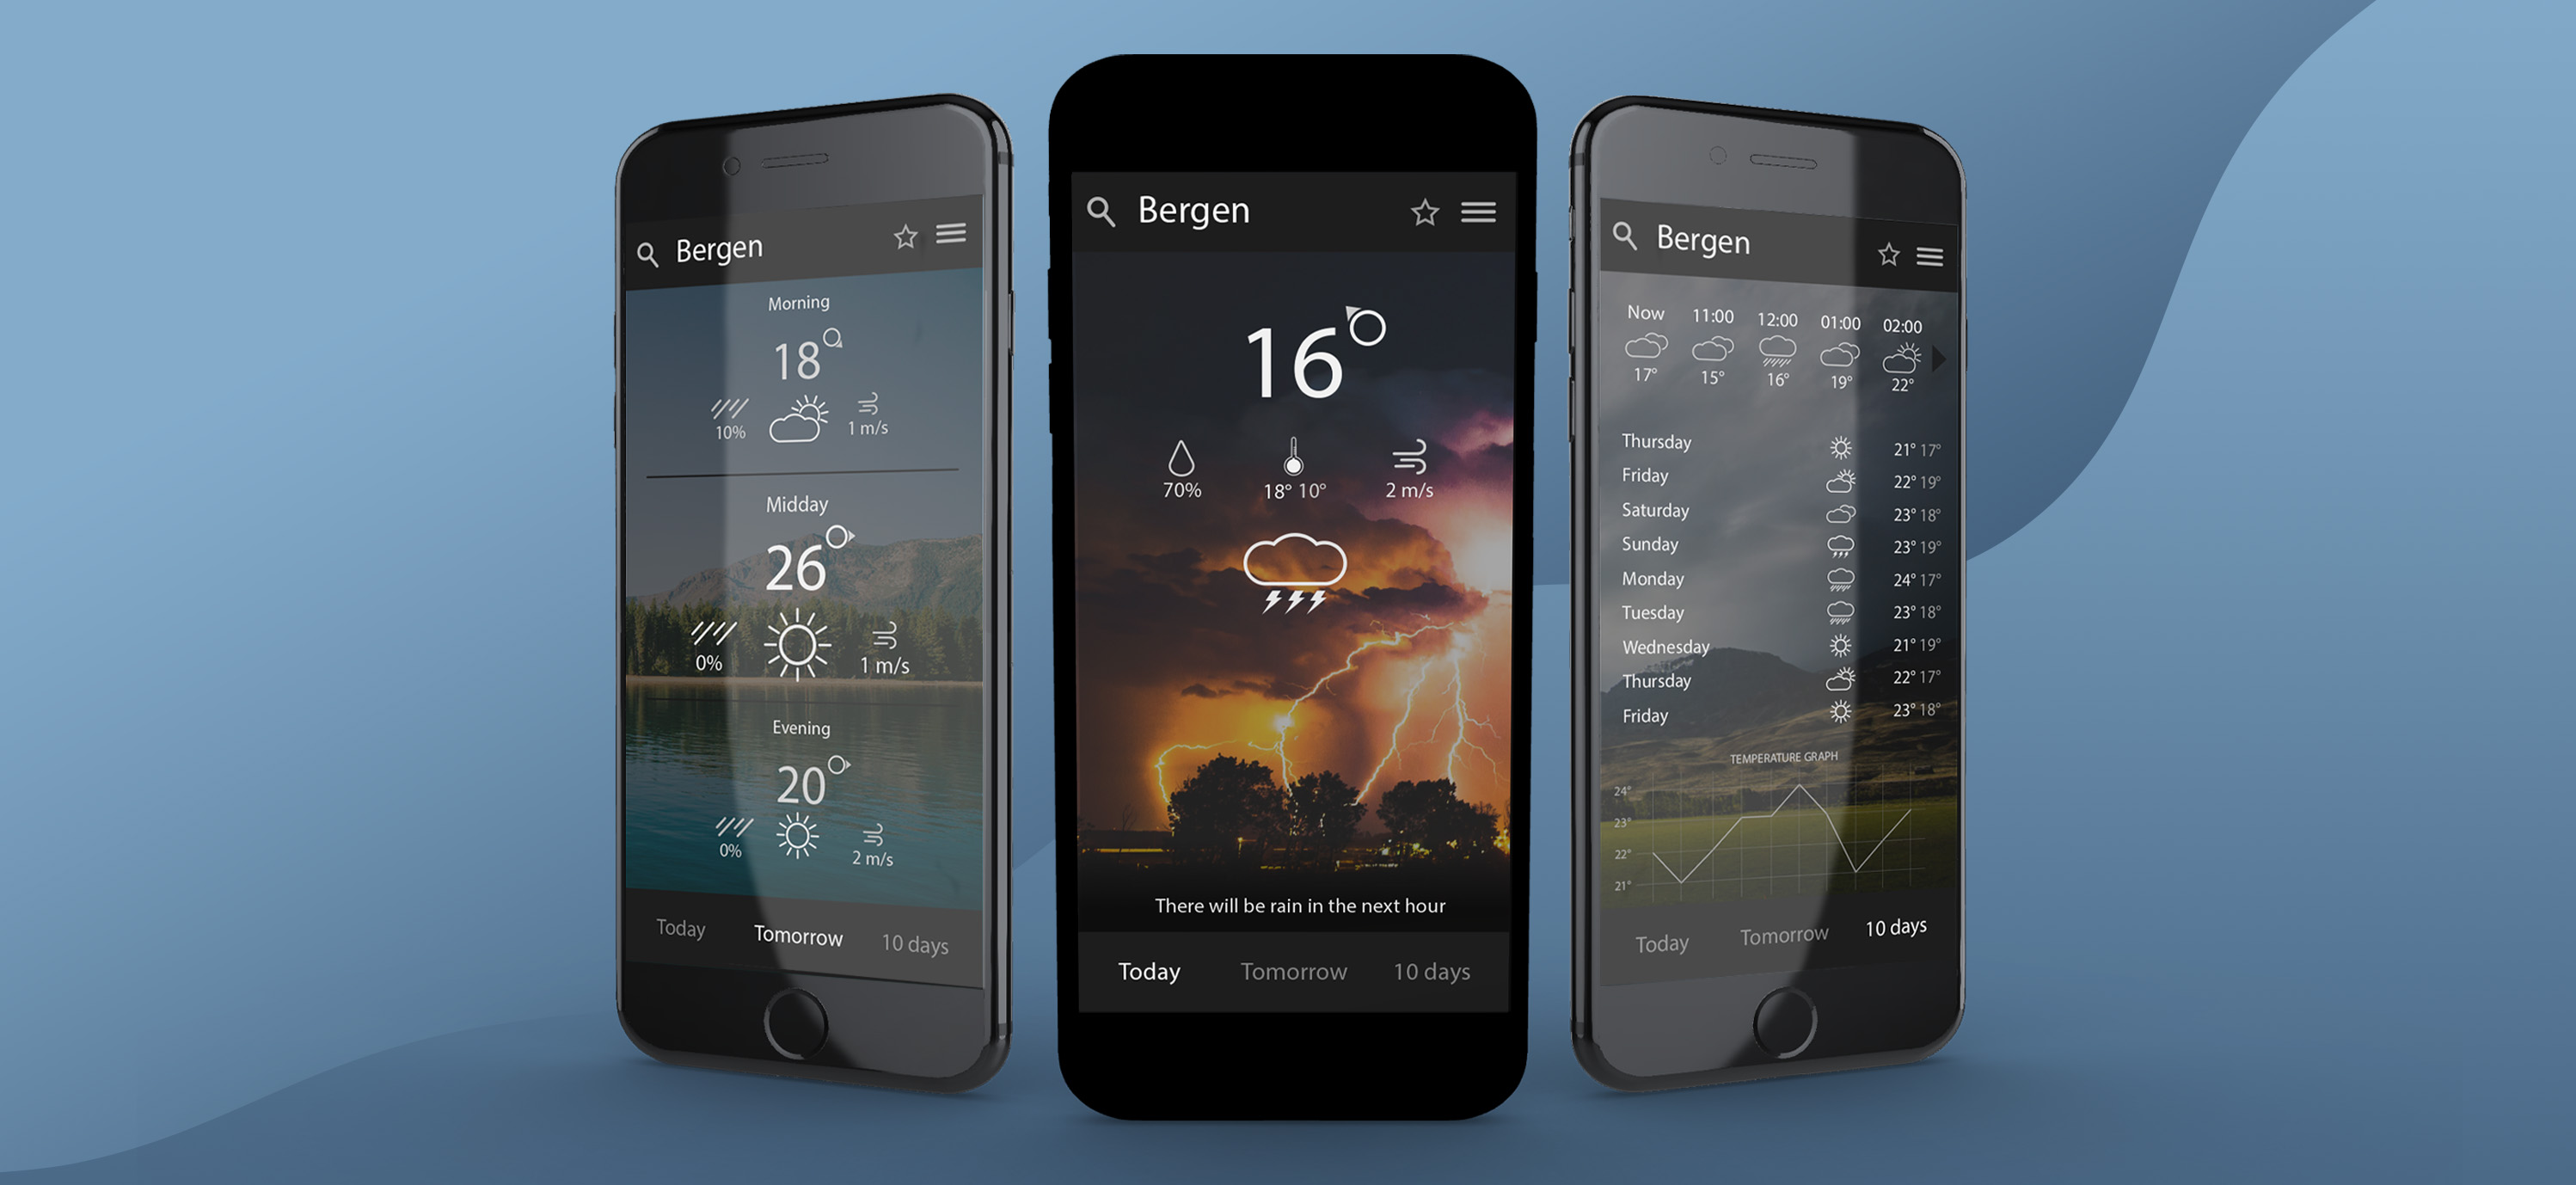 Bergen
Morning
18°
10% 1 m/s
Midday
26°
0% 1 m/s
Evening
20°
0% 2 m/s
Today Tomorrow 10 days
Bergen
16°
70% 18° 10° 2 m/s
There will be rain in the next hour
Today Tomorrow 10 days
Bergen
Now 11:00 12:00 01:00 02:00
17° 15° 16° 19° 22°
Thursday 21° 17°
Friday 22° 19°
Saturday 23° 18°
Sunday 23° 19°
Monday 24° 17°
Tuesday 23° 18°
Wednesday 21° 19°
Thursday 22° 17°
Friday 23° 18°
TEMPERATURE GRAPH
24°
23°
22°
21°
Today Tomorrow 10 days